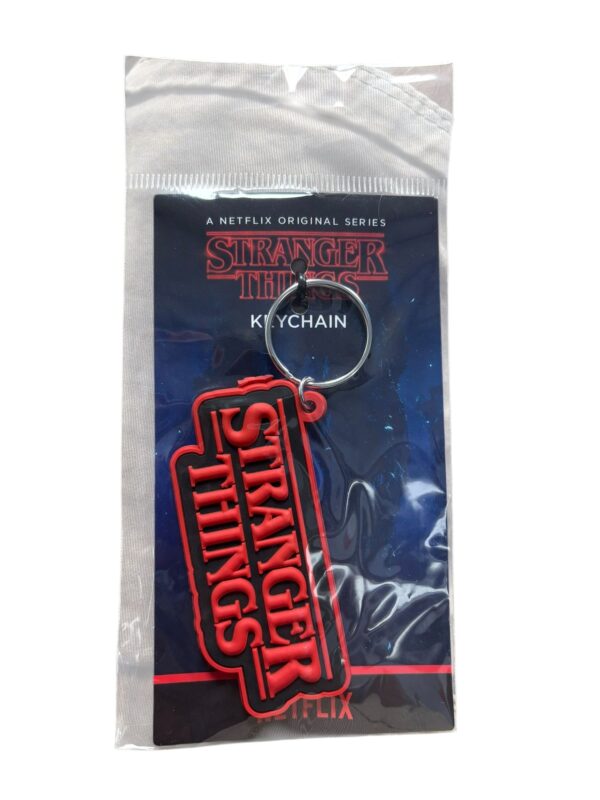 A NETFLIX ORIGINAL SERIES
STRANGER
THINGS
KEYCHAIN
STRANGER
THINGS
NETFLIX